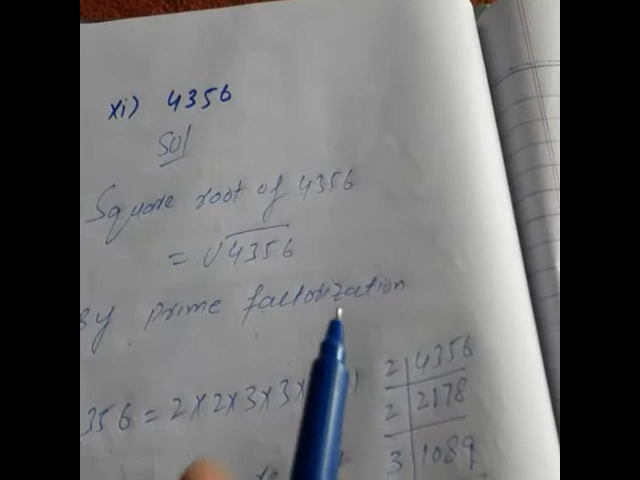 xi) 4356
Sol
Square root of 4356
= √4356
By prime factorization
2 | 4356
356 = 2×2×3×3×
2 | 2178
3 | 1089